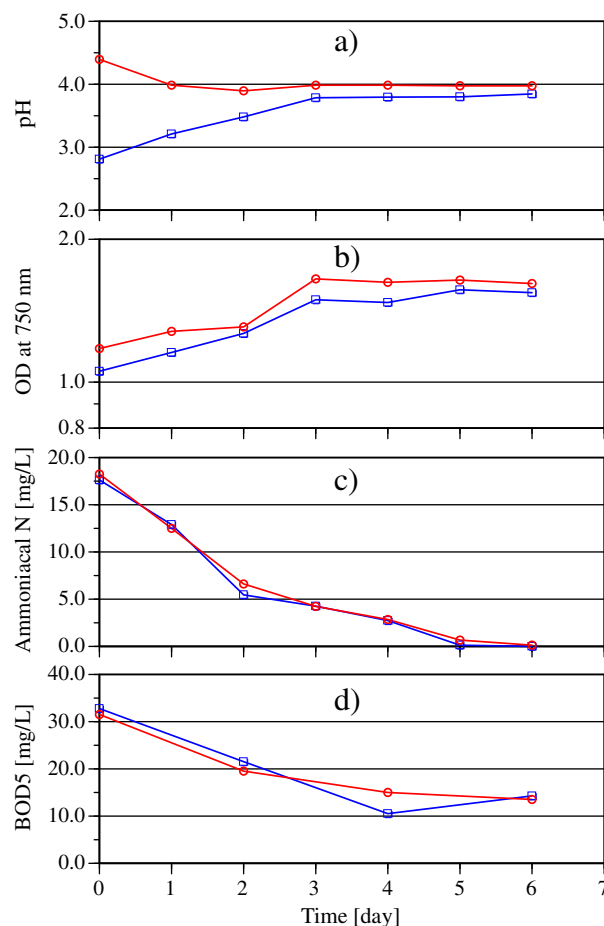 5.0
a)
4.0
pH
3.0
2.0
2.0
b)
OD at 750 nm
1.0
0.8
20.0
c)
15.0
Ammoniacal N [mg/L]
10.0
5.0
0.0
40.0
d)
30.0
BOD5 [mg/L]
20.0
10.0
0.0
0 1 2 3 4 5 6 7
Time [day]